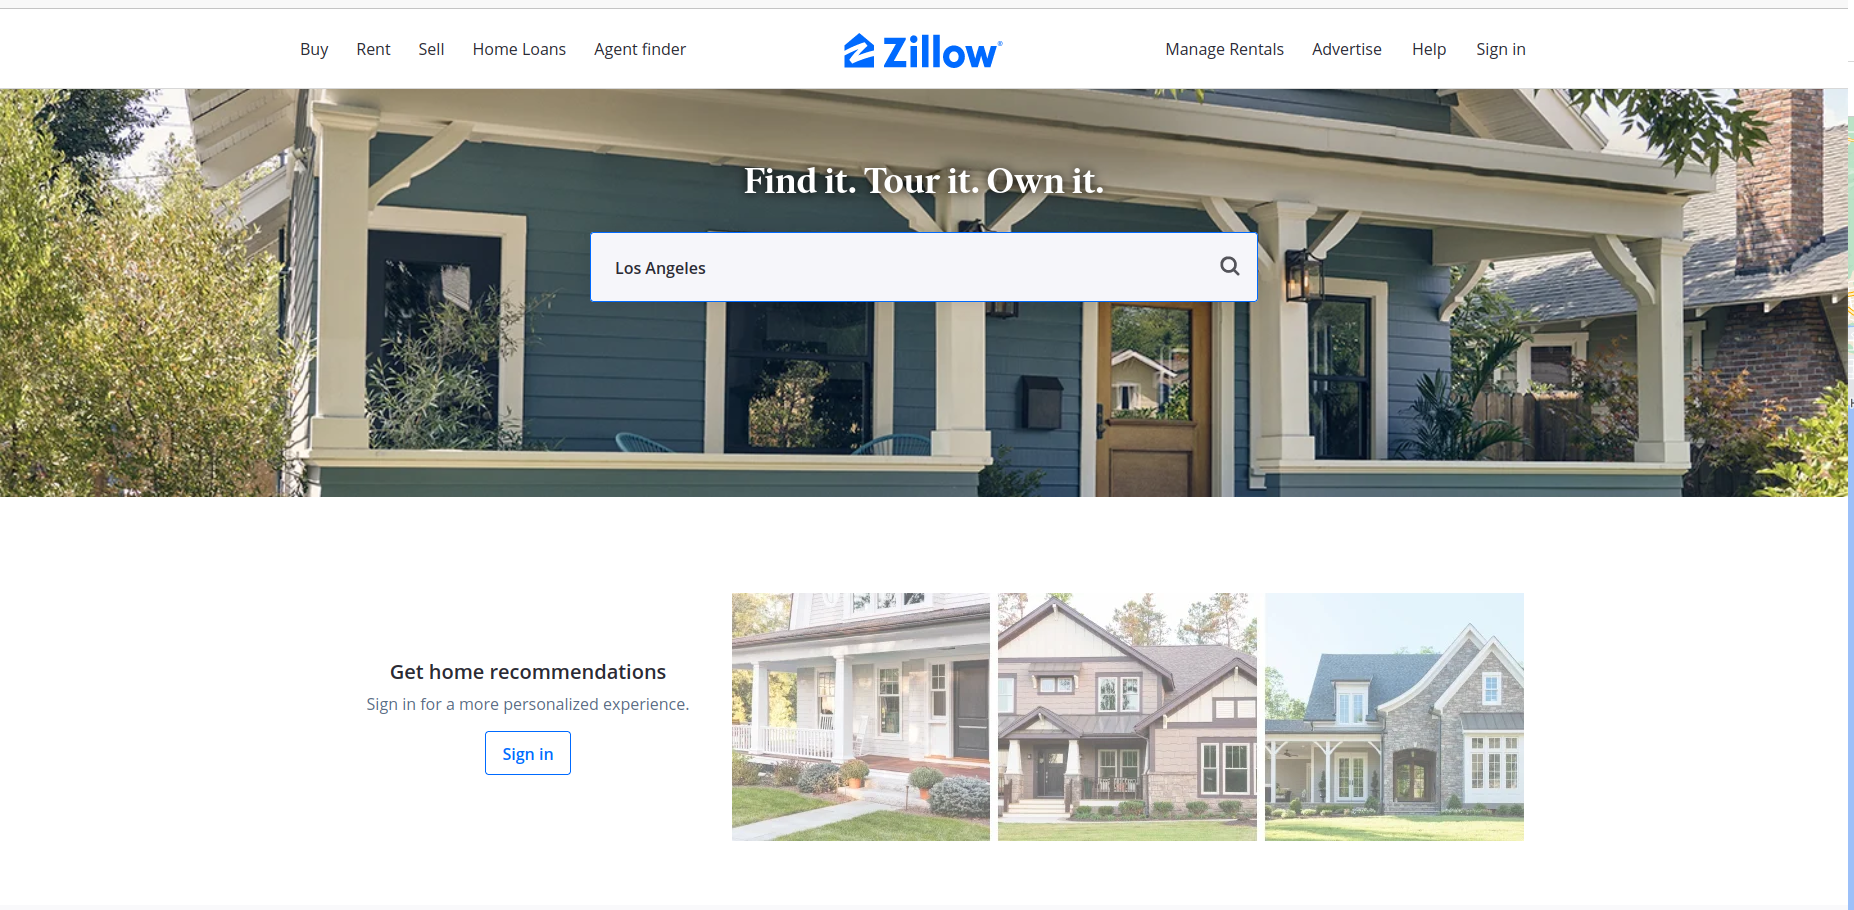 Buy Rent Sell Home Loans Agent finder Zillow® Manage Rentals Advertise Help Sign in
Find it. Tour it. Own it.
Los Angeles
Get home recommendations
Sign in for a more personalized experience.
Sign in